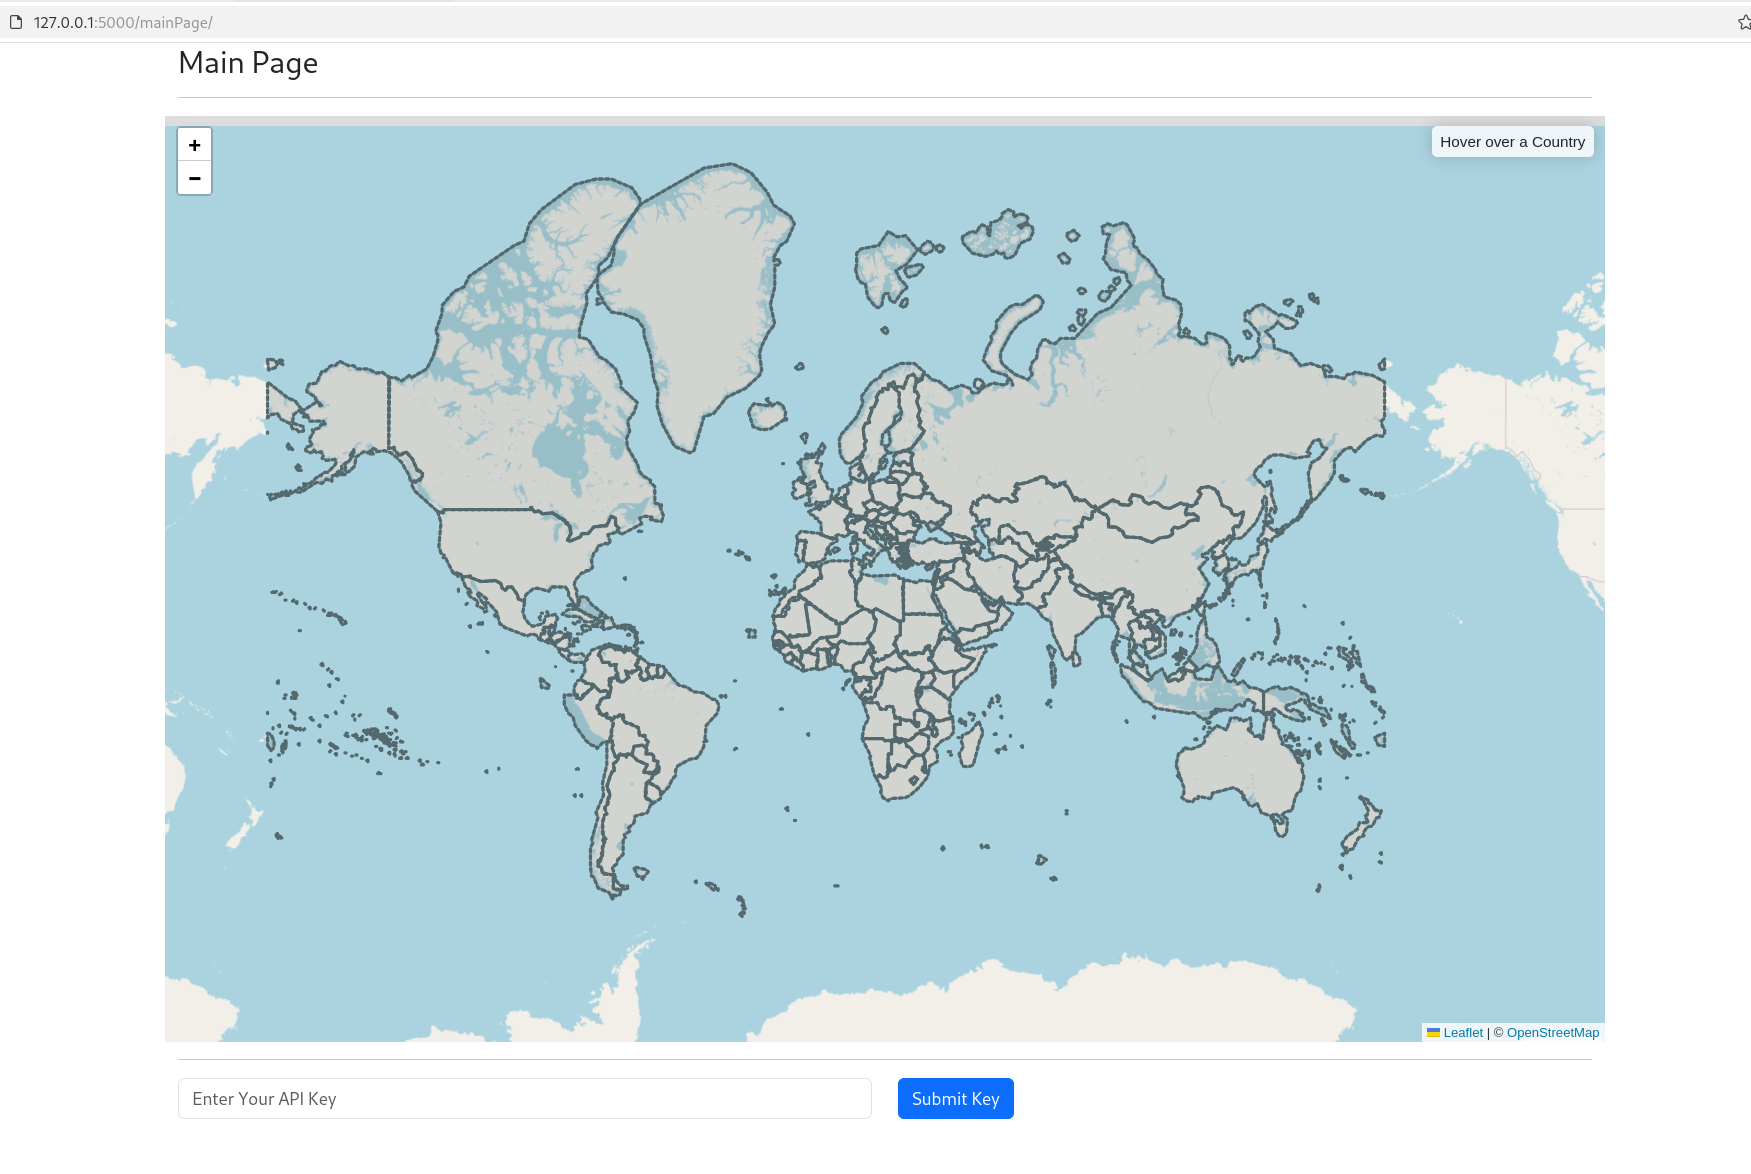 127.0.0.1:5000/mainPage/
Main Page
+
−
Hover over a Country
Leaflet | © OpenStreetMap
Enter Your API Key
Submit Key